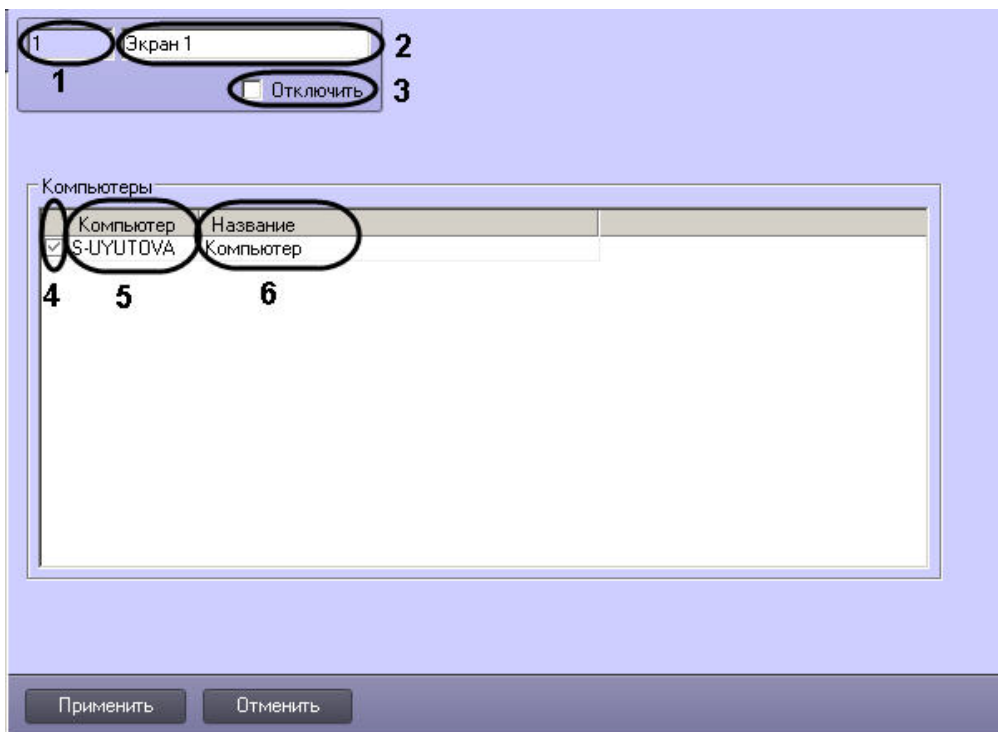 1 Экран 1 2
1 Отключить 3
Компьютеры
Компьютер Название
S-UYUTOVA Компьютер
4 5 6
Применить Отменить